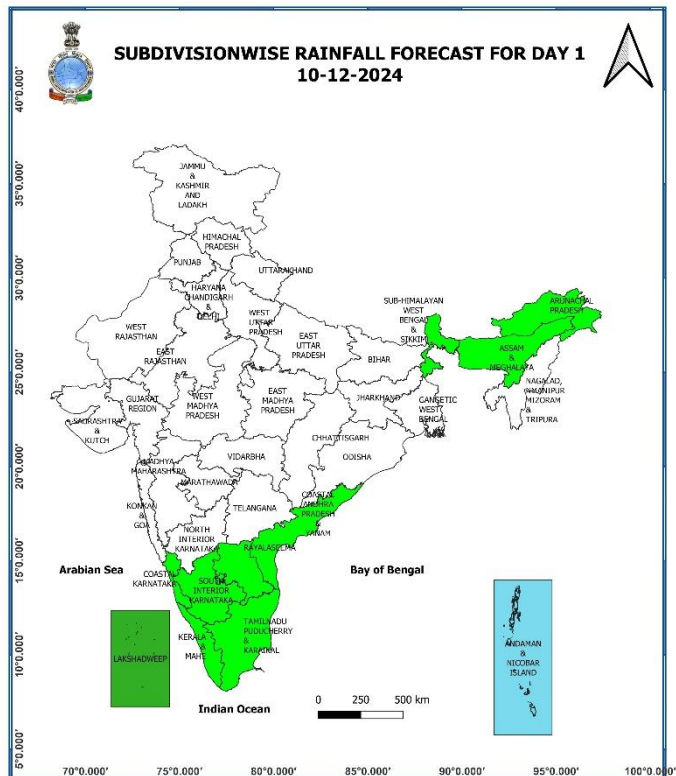 SUBDIVISIONWISE RAINFALL FORECAST FOR DAY 1
10-12-2024
40°0.000'
35°0.000'
30°0.000'
25°0.000'
20°0.000'
15°0.000'
10°0.000'
5°0.000'
JAMMU
&
KASHMIR
AND
LADAKH
HIMACHAL
PRADESH
PUNJAB
UTTARAKHAND
HARYANA
CHANDIGARH
&
DELHI
WEST
UTTAR
PRADESH
EAST
UTTAR
PRADESH
WEST
RAJASTHAN
EAST
RAJASTHAN
SUB-HIMALAYAN
WEST
BENGAL
&
SIKKIM
ARUNACHAL
PRADESH
ASSAM
&
MEGHALAYA
NAGALAD,
MANIPUR
MIZORAM
&
TRIPURA
BIHAR
JHARKHAND
GANGETIC
WEST
BENGAL
GUJARAT
REGION
SAURASHTRA
&
KUTCH
WEST
MADHYA
PRADESH
EAST
MADHYA
PRADESH
CHHATTISGARH
ODISHA
VIDARBHA
MADHYA
MAHARASHTRA
MARATHAWADA
KONKAN
&
GOA
TELANGANA
COASTAL
ANDHRA
PRADESH
&
YANAM
NORTH
INTERIOR
KARNATAKA
RAYALASEEMA
Arabian Sea
Bay of Bengal
COASTAL
KARNATAKA
SOUTH
INTERIOR
KARNATAKA
TAMILNADU
PUDUCHERRY
&
KARAIKAL
KERALA
&
MAHE
LAKSHADWEEP
ANDAMAN
&
NICOBAR
ISLAND
Indian Ocean
0 250 500 km
70°0.000' 75°0.000' 80°0.000' 85°0.000' 90°0.000' 95°0.000' 100°0.000'